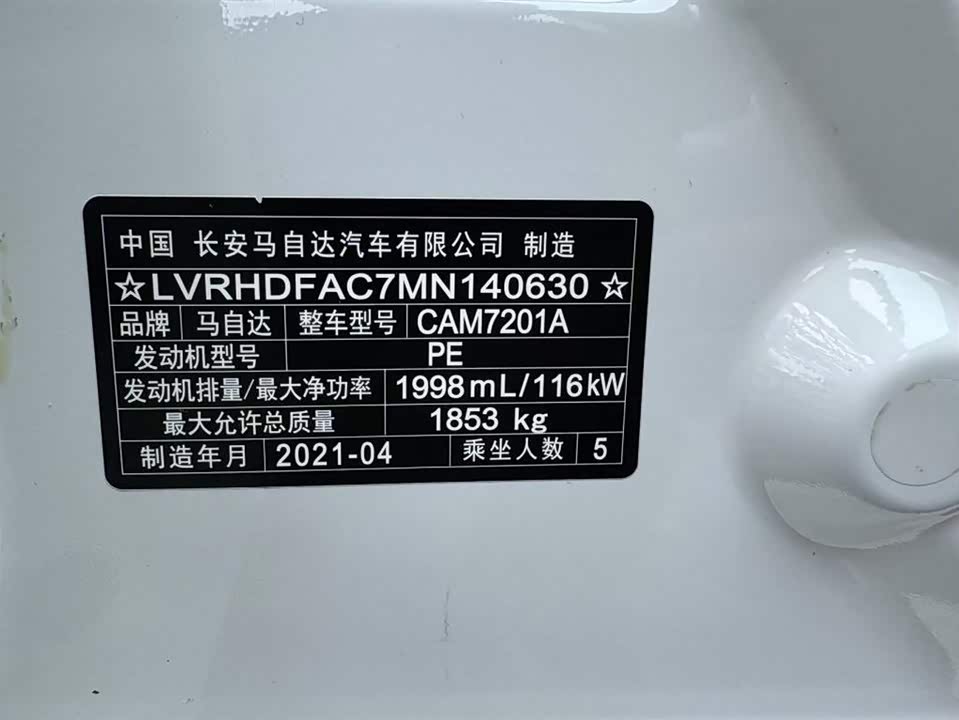 中国 长安马自达汽车有限公司 制造
☆LVRHDFAC7MN140630☆
品牌 马自达 整车型号 CAM7201A
发动机型号 PE
发动机排量/最大净功率 1998mL/116kW
最大允许总质量 1853 kg
制造年月 2021-04 乘坐人数 5